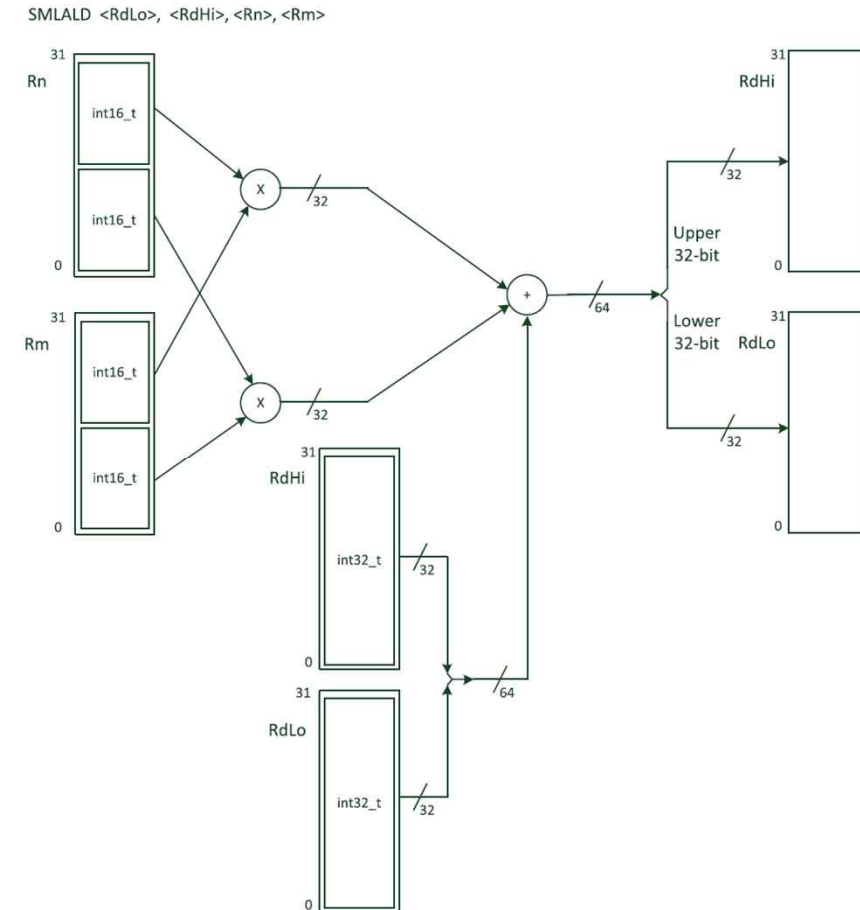 SMLALD <RdLo>, <RdHi>, <Rn>, <Rm>
31
Rn
int16_t
int16_t
0
31
Rm
int16_t
int16_t
0
X
32
X
32
+
64
31
RdHi
int32_t
32
0
31
RdLo
int32_t
32
0
64
31
RdHi
32
0
Upper
32-bit
Lower
32-bit
31
RdLo
32
0